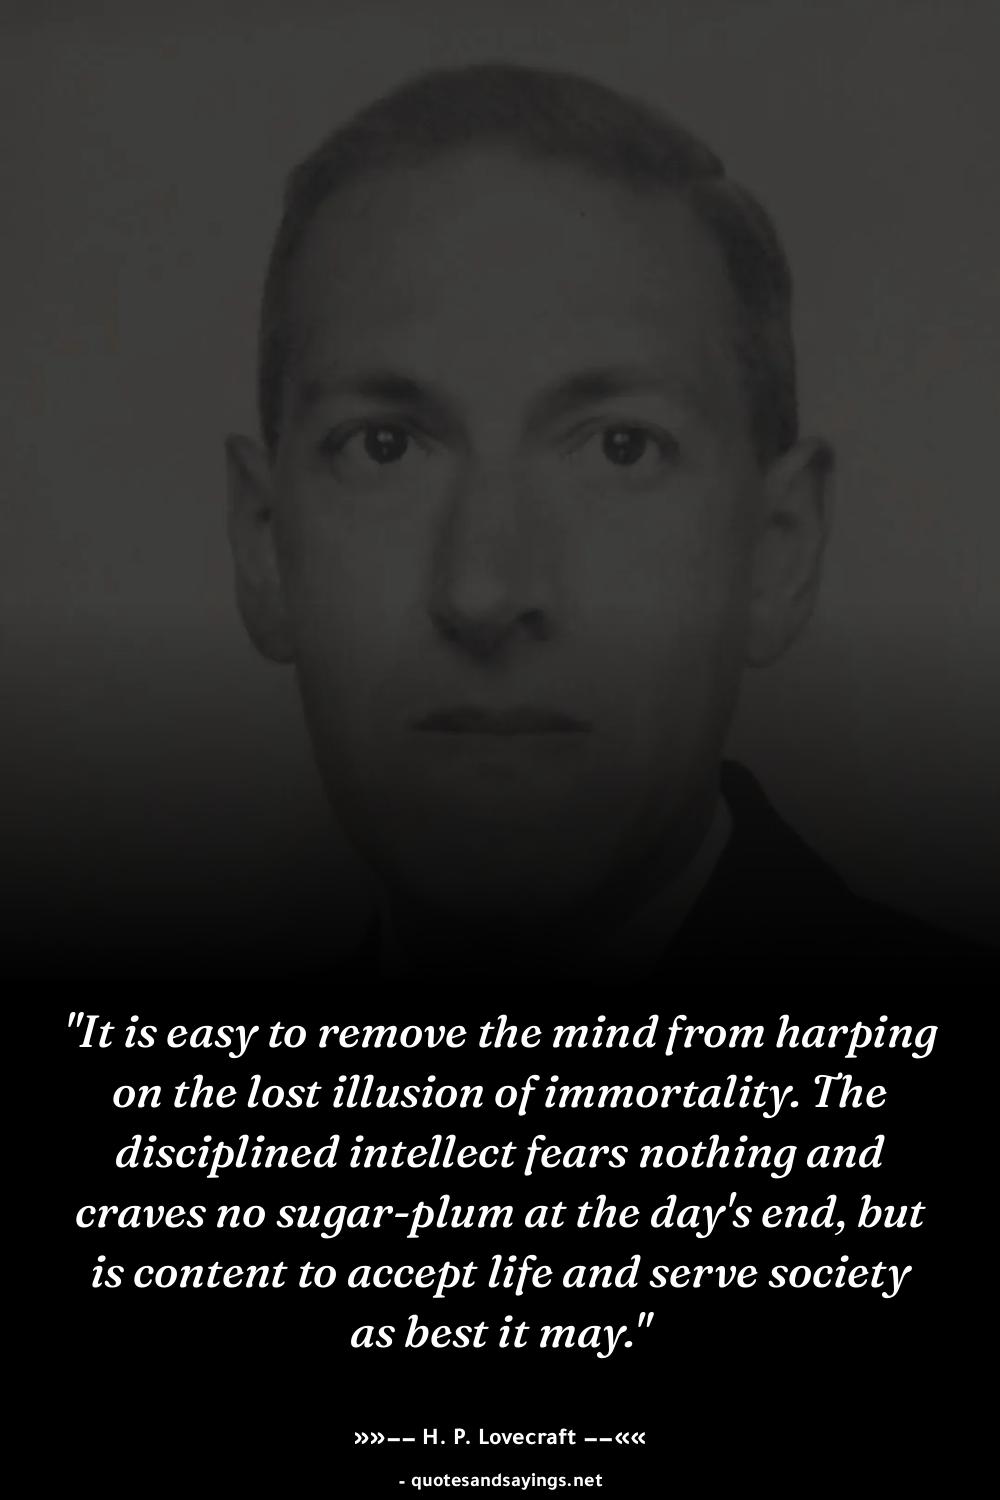 "It is easy to remove the mind from harping
on the lost illusion of immortality. The
disciplined intellect fears nothing and
craves no sugar-plum at the day's end, but
is content to accept life and serve society
as best it may."
»»−− H. P. Lovecraft −−««
- quotesandsayings.net